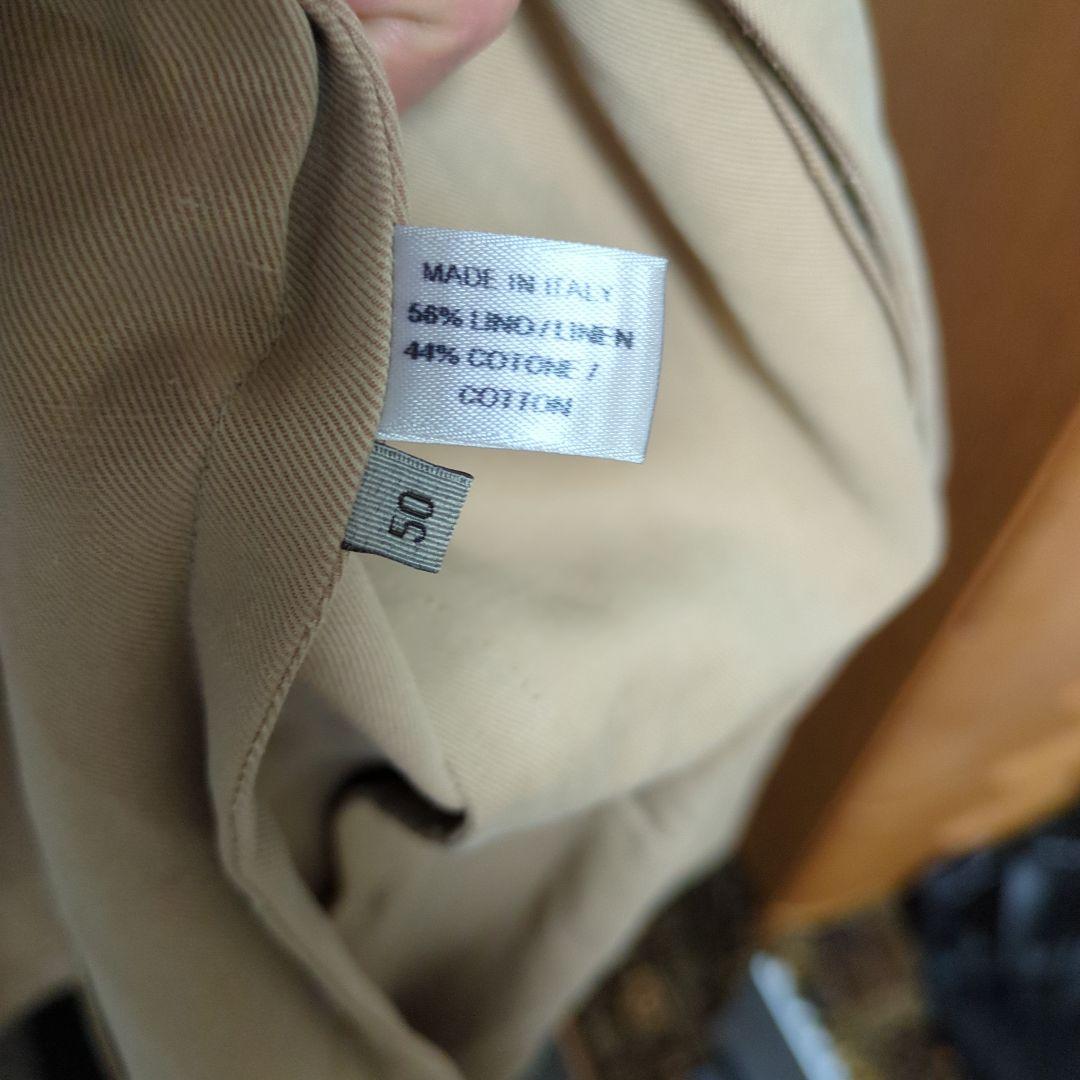 MADE IN ITALY
56% LINO / LINEN
44% COTONE /
COTTON
50